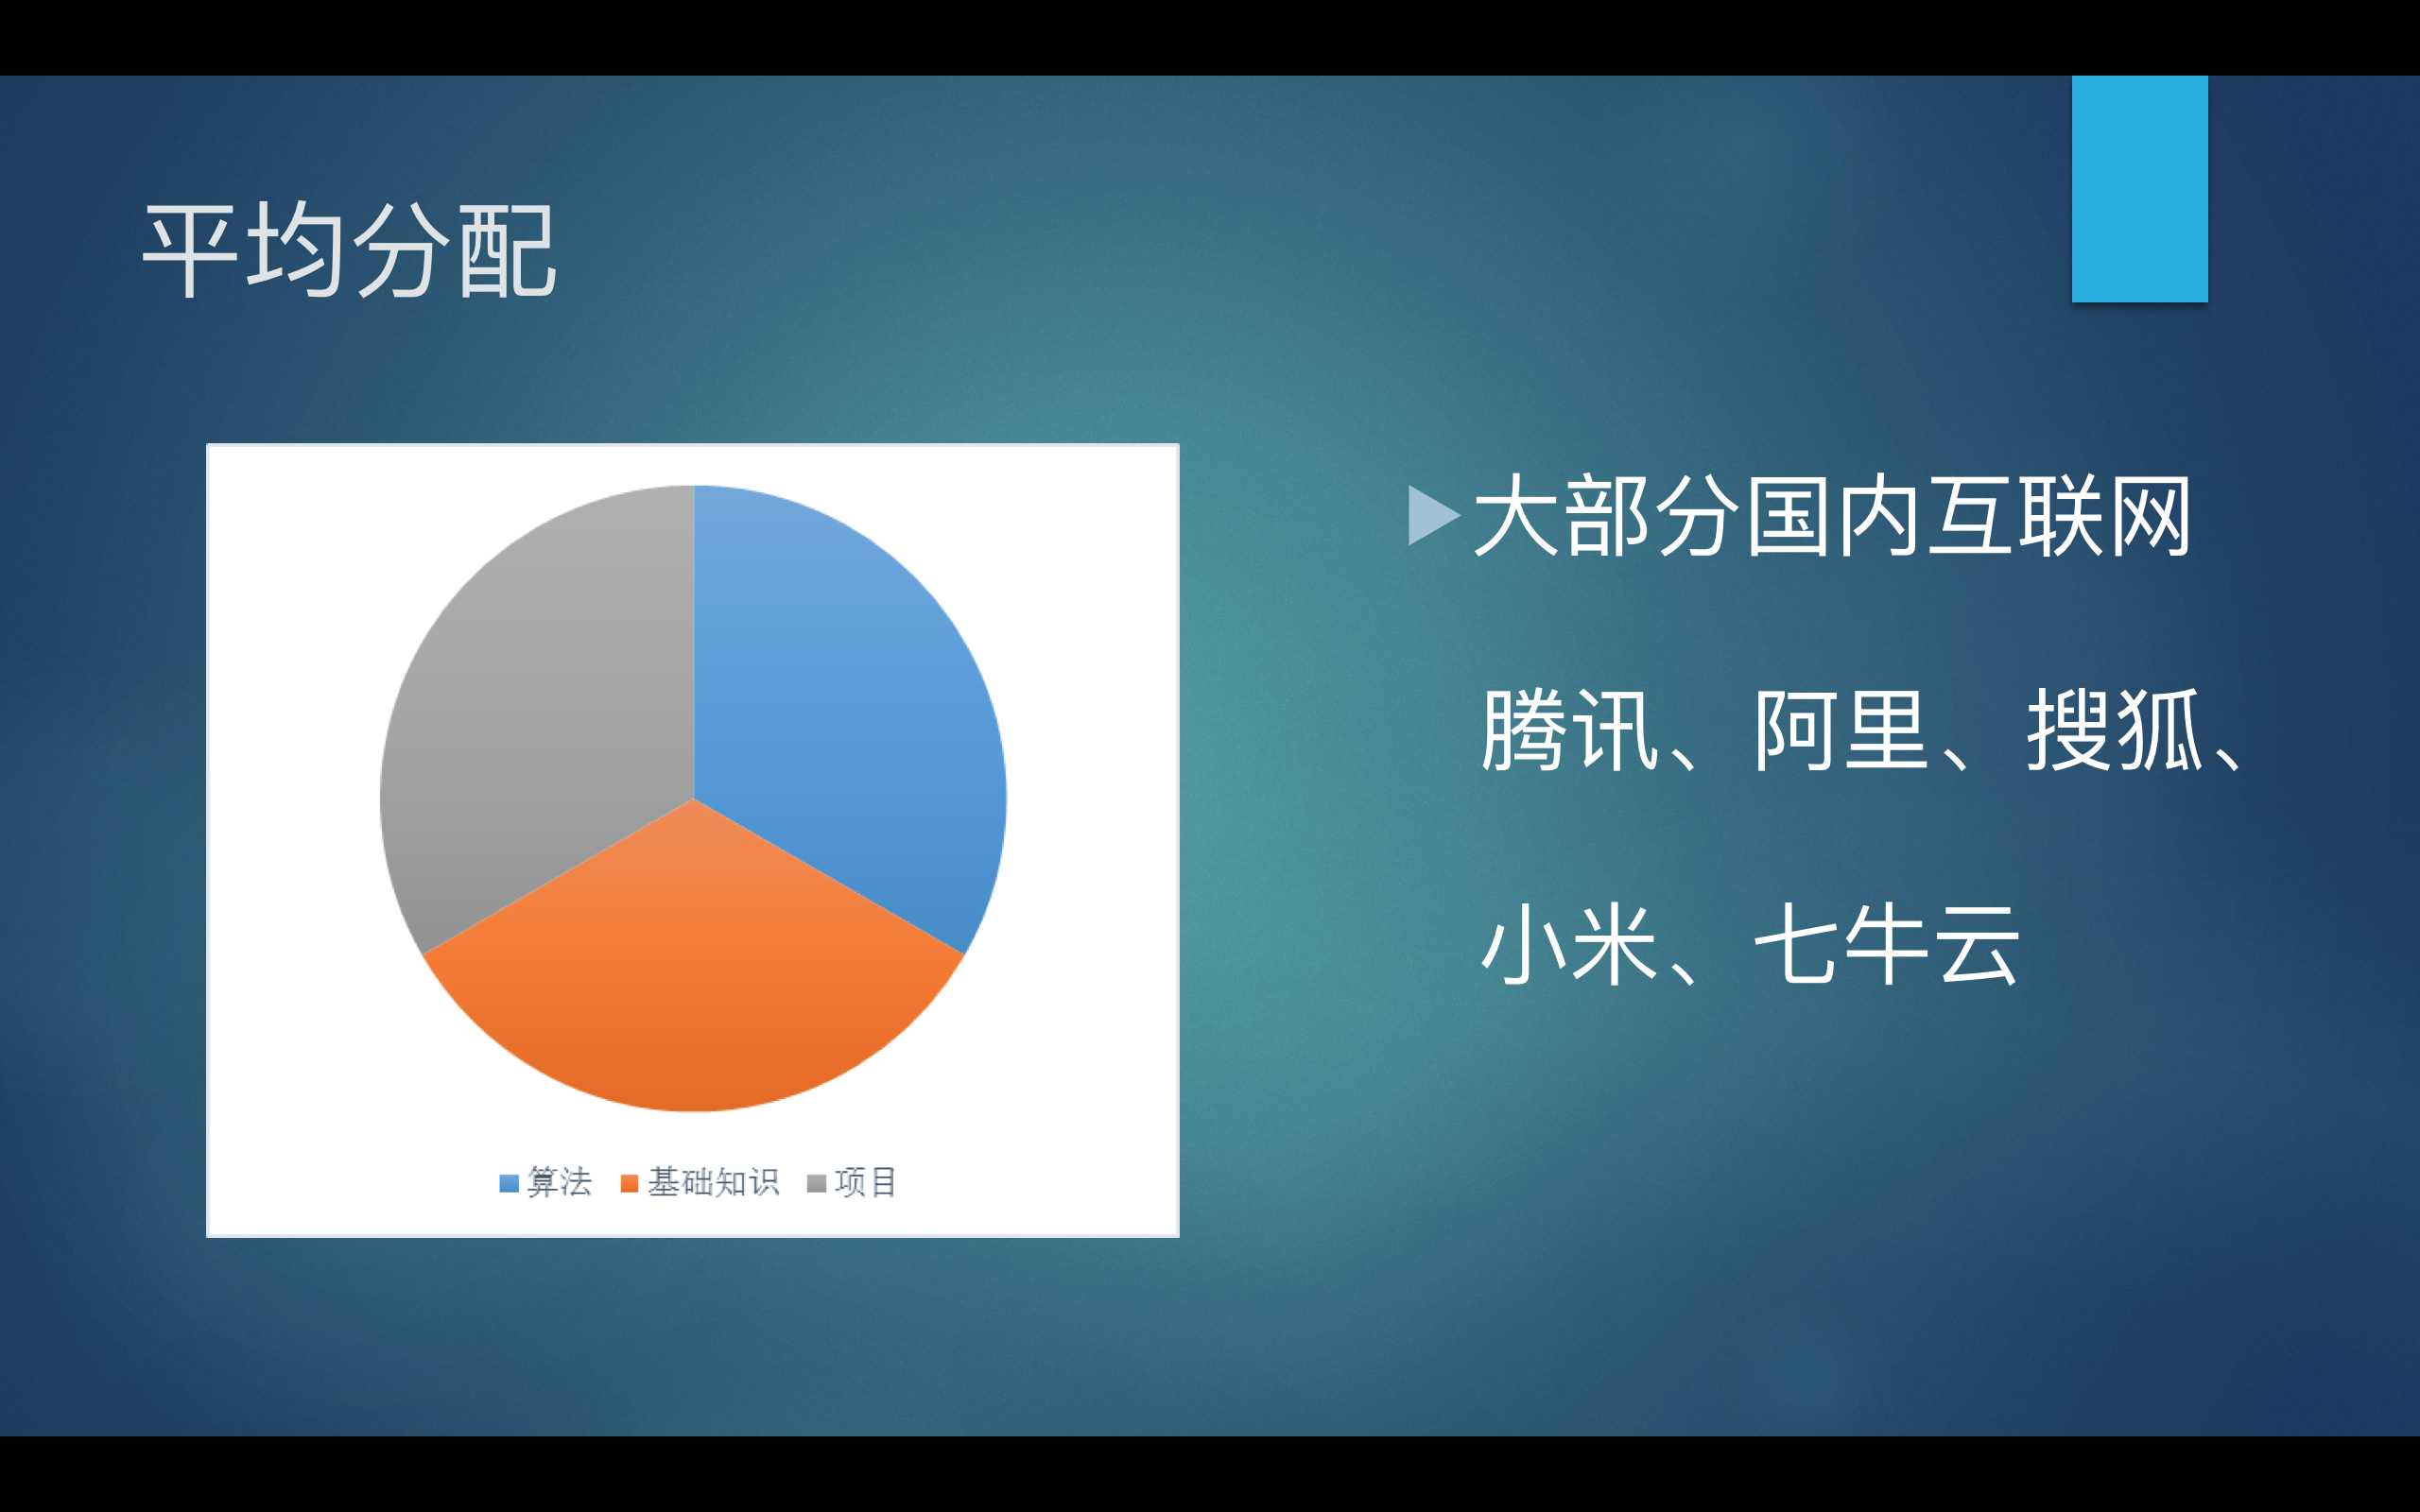 平均分配
大部分国内互联网
腾讯、 阿里、 搜狐、
小米、 七牛云
算法 基础知识 项目